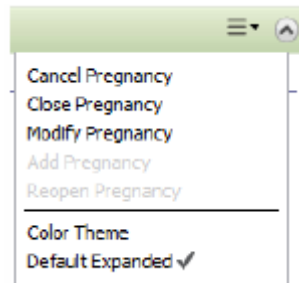 Cancel Pregnancy
Close Pregnancy
Modify Pregnancy
Add Pregnancy
Reopen Pregnancy
Color Theme
Default Expanded